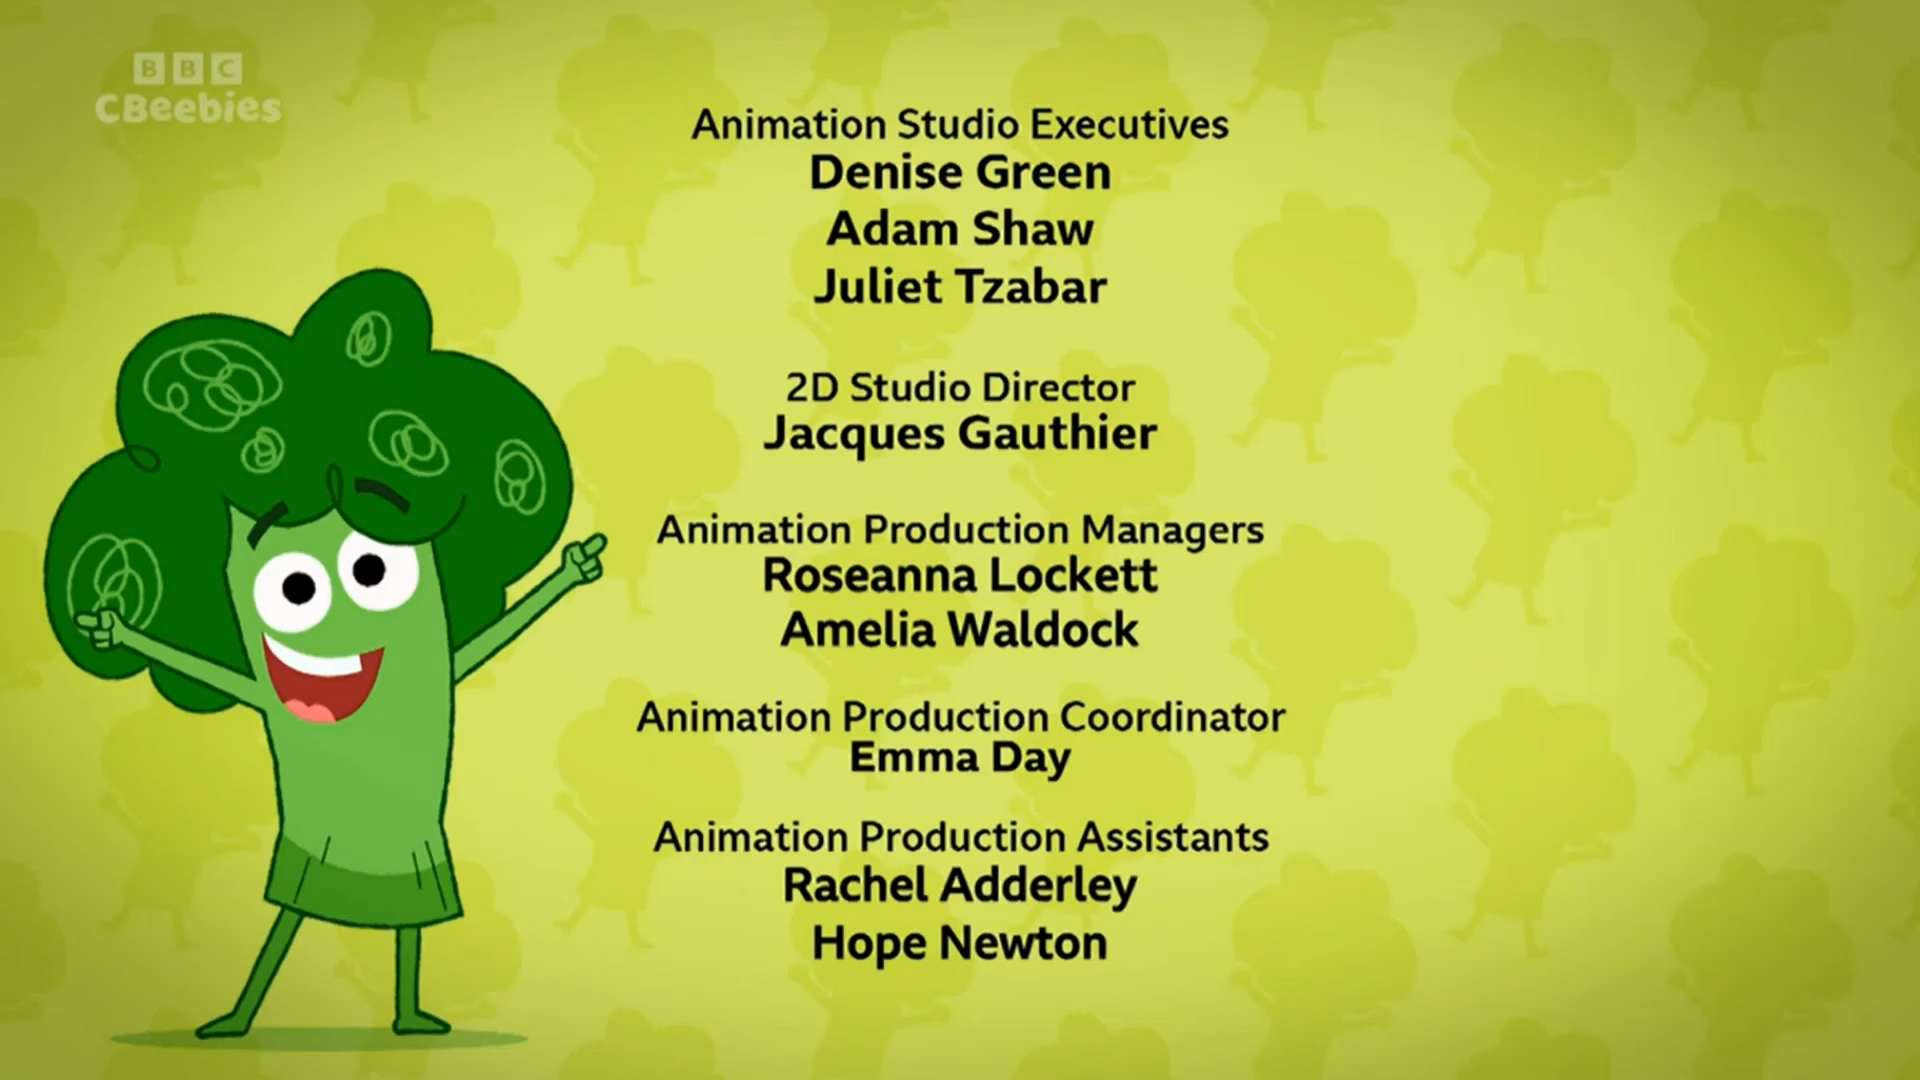 BBC
CBeebies
Animation Studio Executives
Denise Green
Adam Shaw
Juliet Tzabar
2D Studio Director
Jacques Gauthier
Animation Production Managers
Roseanna Lockett
Amelia Waldock
Animation Production Coordinator
Emma Day
Animation Production Assistants
Rachel Adderley
Hope Newton